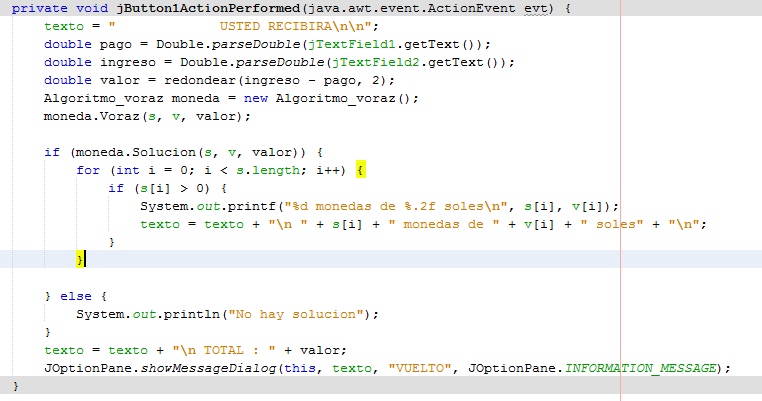 private void jButton1ActionPerformed(java.awt.event.ActionEvent evt) {
    texto = "             USTED RECIBIRA\n\n";
    double pago = Double.parseDouble(jTextField1.getText());
    double ingreso = Double.parseDouble(jTextField2.getText());
    double valor = redondear(ingreso - pago, 2);
    Algoritmo_voraz moneda = new Algoritmo_voraz();
    moneda.Voraz(s, v, valor);

    if (moneda.Solucion(s, v, valor)) {
        for (int i = 0; i < s.length; i++) {
            if (s[i] > 0) {
                System.out.printf("%d monedas de %.2f soles\n", s[i], v[i]);
                texto = texto + "\n " + s[i] + " monedas de " + v[i] + " soles" + "\n";
            }
        }

    } else {
        System.out.println("No hay solucion");
    }
    texto = texto + "\n TOTAL : " + valor;
    JOptionPane.showMessageDialog(this, texto, "VUELTO", JOptionPane.INFORMATION_MESSAGE);
}